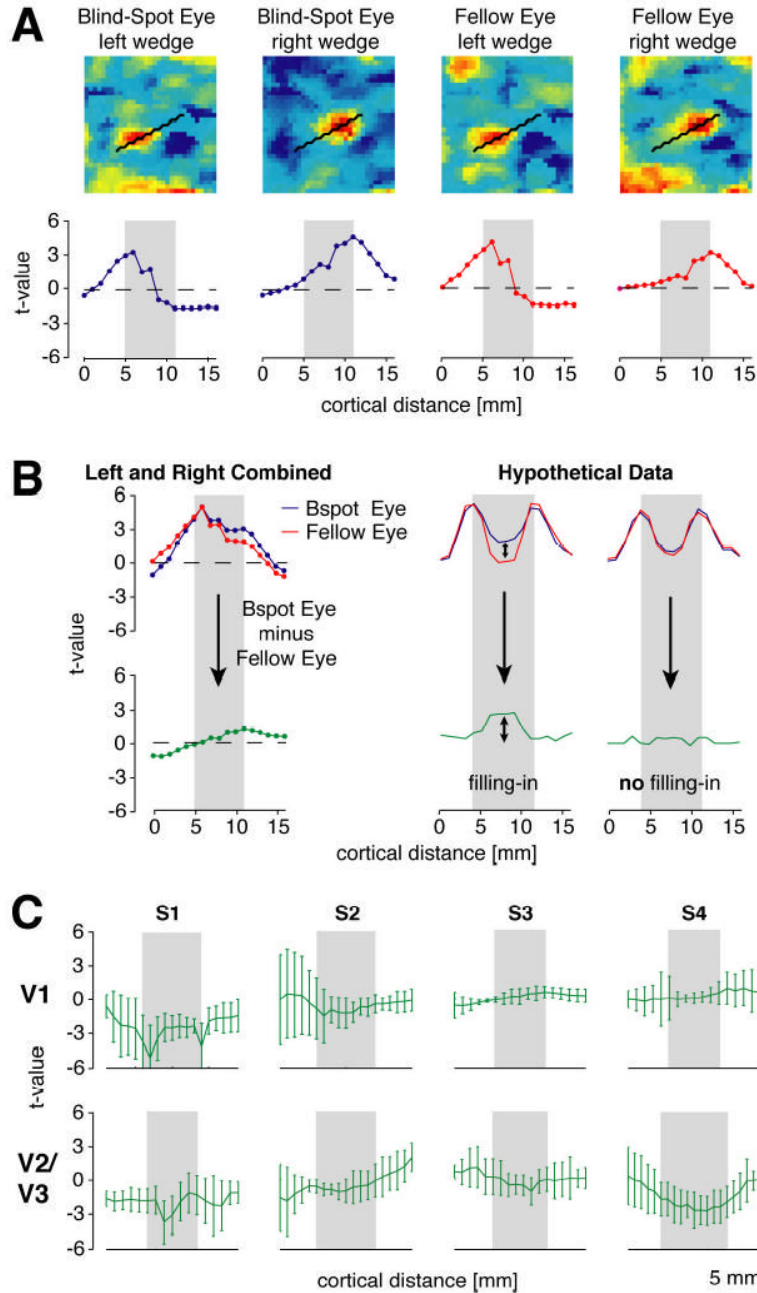 A
Blind-Spot Eye
left wedge
Blind-Spot Eye
right wedge
Fellow Eye
left wedge
Fellow Eye
right wedge
6
3
0
-3
-6
t-value
0 5 10 15
0 5 10 15
0 5 10 15
0 5 10 15
cortical distance [mm]
B
Left and Right Combined
Hypothetical Data
6
3
0
-3
-6
Bspot Eye
Fellow Eye
t-value
Bspot Eye
minus
Fellow Eye
6
3
0
-3
-6
filling-in
no filling-in
0 5 10 15
0 5 10 15
0 5 10 15
cortical distance [mm]
C
S1 S2 S3 S4
V1
6
3
0
-3
-6
t-value
V2/
V3
6
3
0
-3
-6
cortical distance [mm]
5 mm